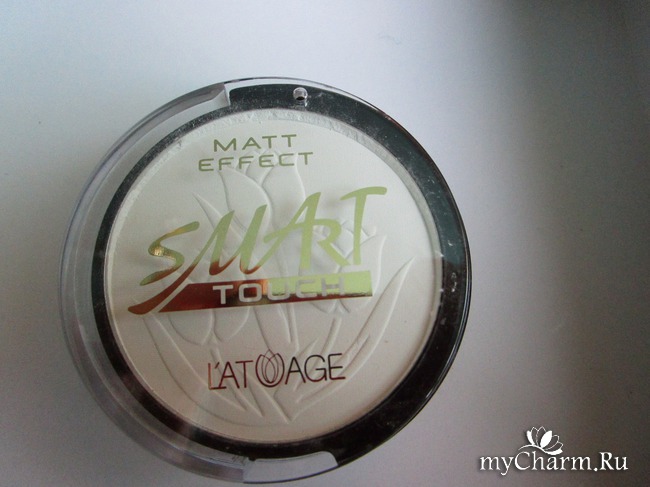 MATT
EFFECT
SMART
TOUCH
L'ATUAGE
myCharm.Ru